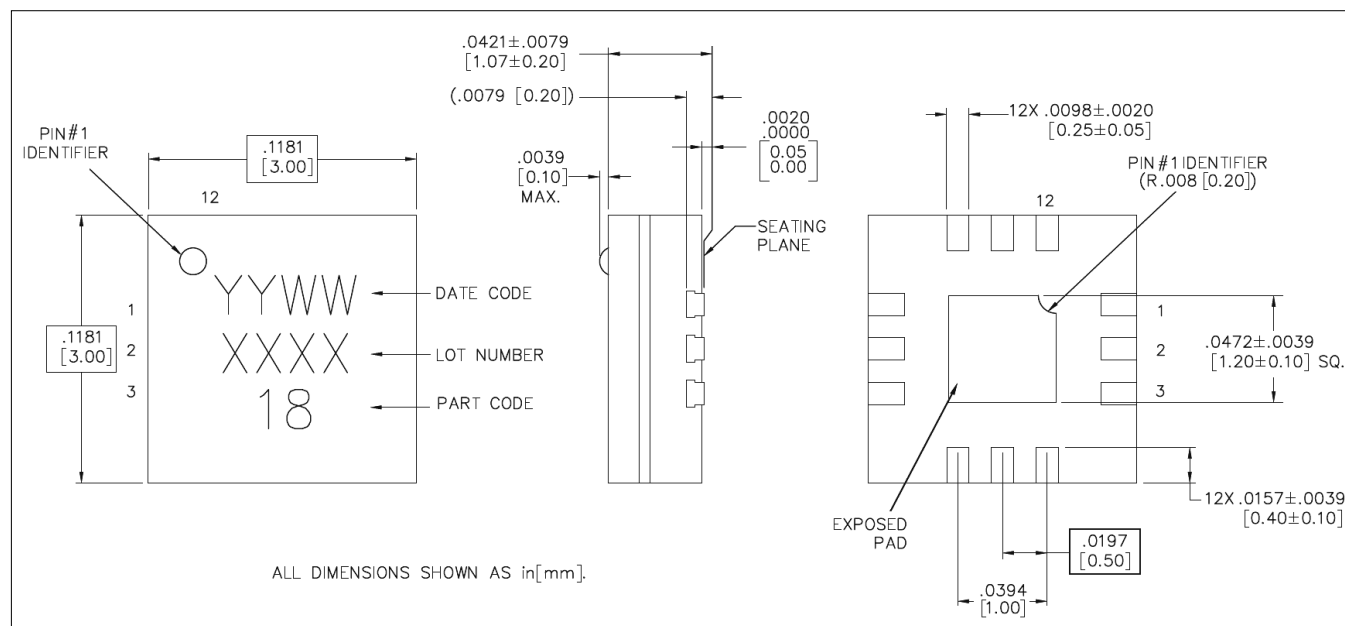 .0421±.0079
[1.07±0.20]
(.0079 [0.20])
.0020
.0000
[0.05
0.00]
.0039
[0.10]
MAX.
SEATING
PLANE
PIN#1
IDENTIFIER
.1181
[3.00]
12
.1181
[3.00]
1
2
3
YYWW
XXXX
18
DATE CODE
LOT NUMBER
PART CODE
12X .0098±.0020
[0.25±0.05]
PIN #1 IDENTIFIER
(R.008 [0.20])
12
1
2
3
.0472±.0039
[1.20±0.10] SQ.
12X .0157±.0039
[0.40±0.10]
EXPOSED
PAD
.0197
[0.50]
.0394
[1.00]
ALL DIMENSIONS SHOWN AS in[mm].